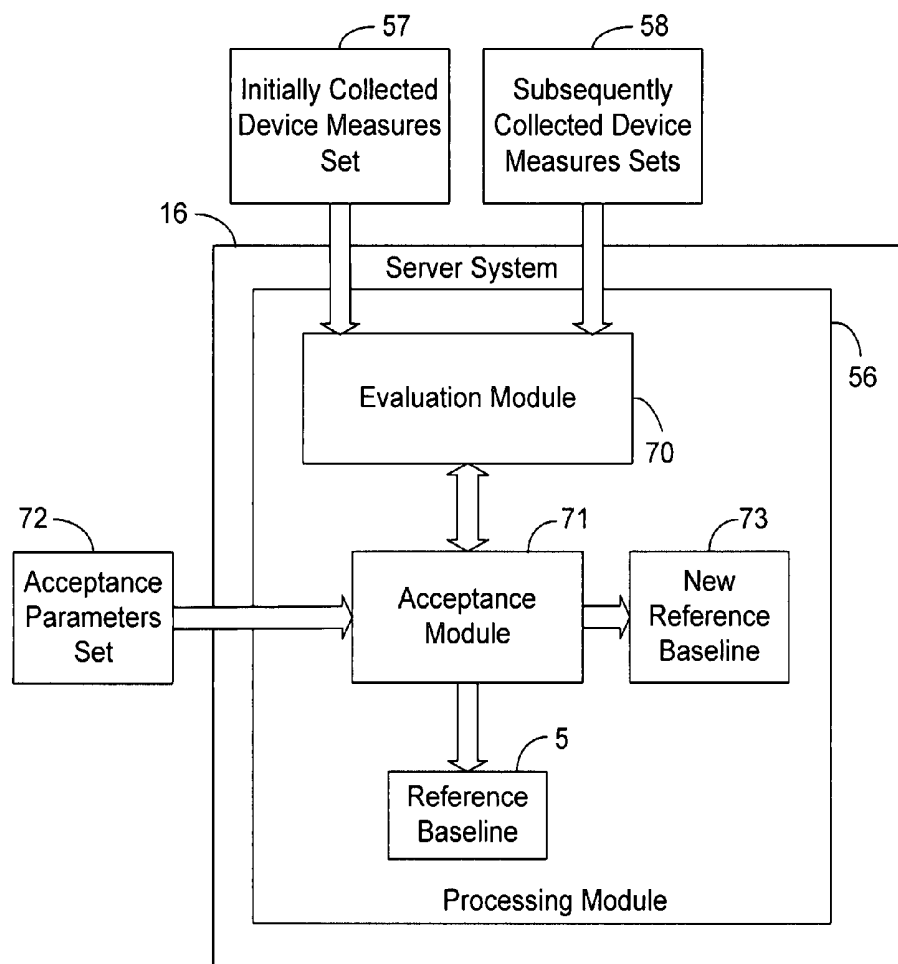 57
58
Initially Collected
Device Measures
Set
Subsequently
Collected Device
Measures Sets
16
Server System
Evaluation Module
56
70
72
71
73
Acceptance
Parameters
Set
Acceptance
Module
New
Reference
Baseline
5
Reference
Baseline
Processing Module